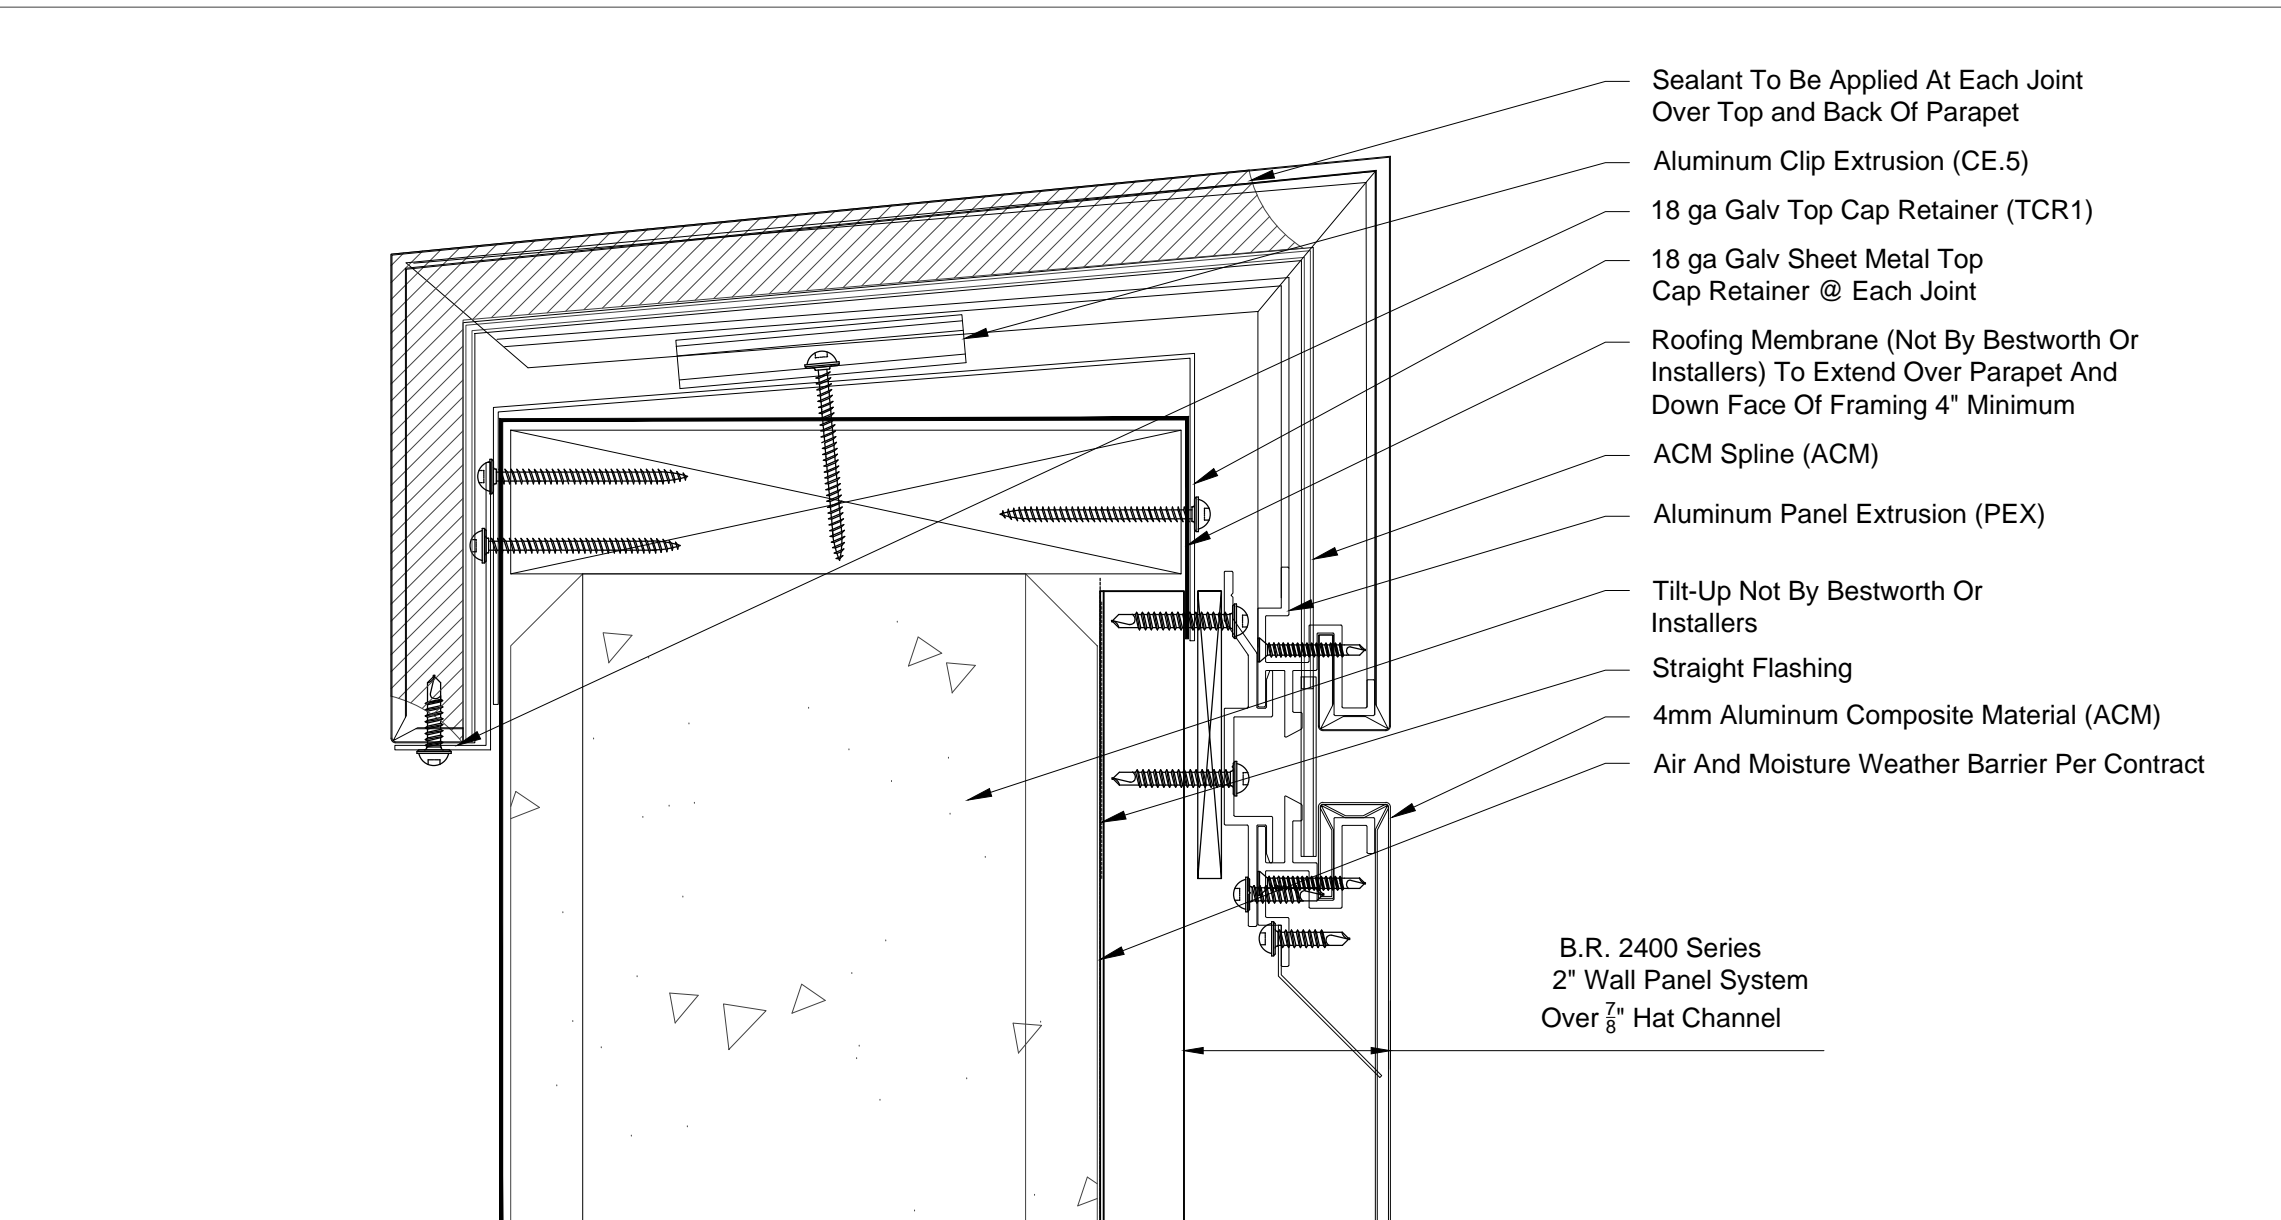 Sealant To Be Applied At Each Joint
Over Top and Back Of Parapet
Aluminum Clip Extrusion (CE.5)
18 ga Galv Top Cap Retainer (TCR1)
18 ga Galv Sheet Metal Top
Cap Retainer @ Each Joint
Roofing Membrane (Not By Bestworth Or
Installers) To Extend Over Parapet And
Down Face Of Framing 4" Minimum
ACM Spline (ACM)
Aluminum Panel Extrusion (PEX)
Tilt-Up Not By Bestworth Or
Installers
Straight Flashing
4mm Aluminum Composite Material (ACM)
Air And Moisture Weather Barrier Per Contract
B.R. 2400 Series
2" Wall Panel System
Over 7/8" Hat Channel